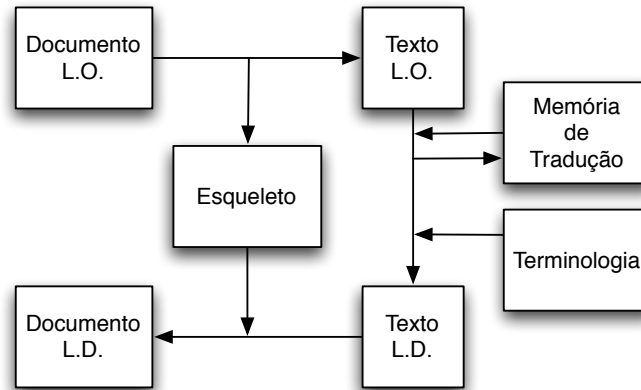 Documento
L.O.
Texto
L.O.
Memória
de
Tradução
Esqueleto
Terminologia
Documento
L.D.
Texto
L.D.